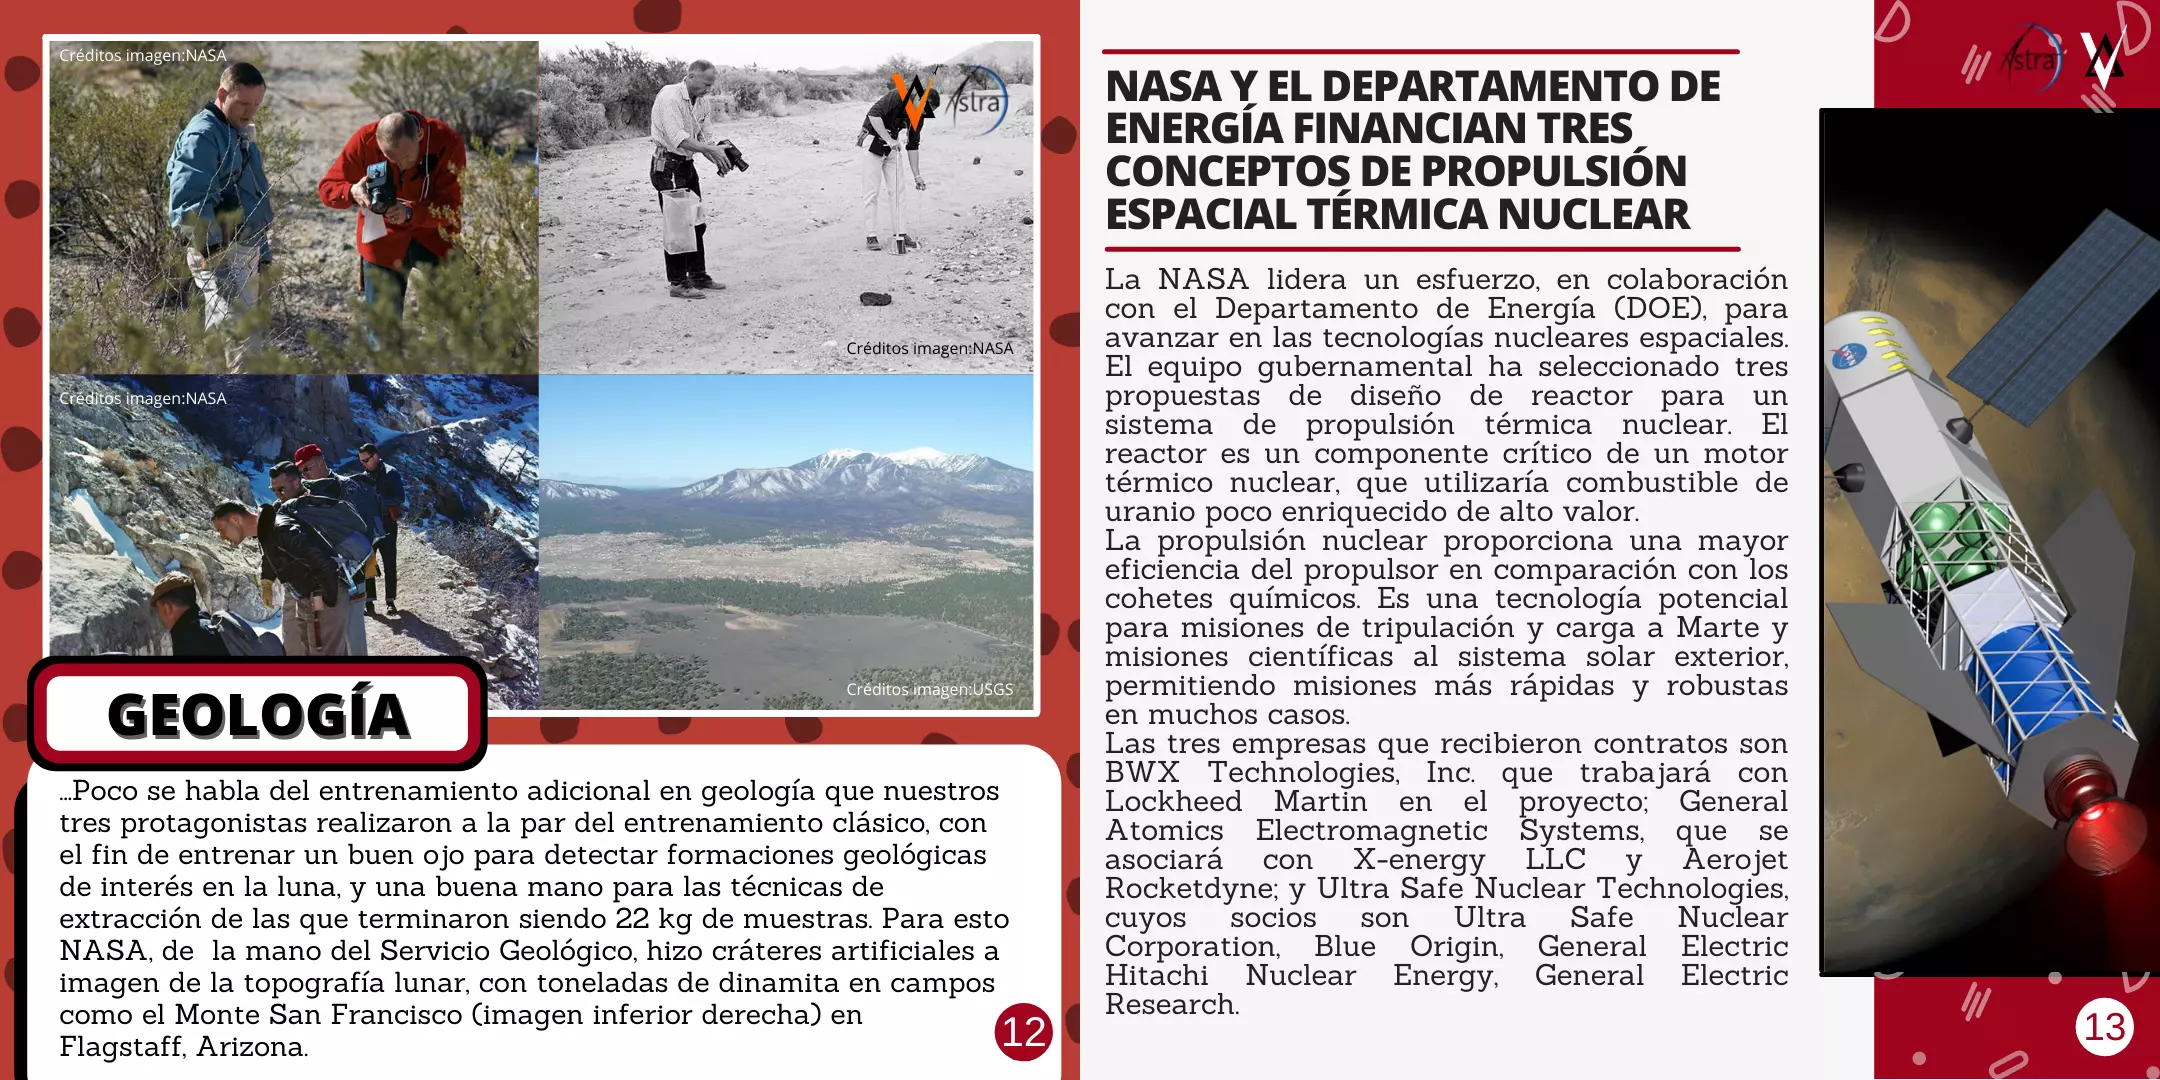 Créditos imagen:NASA
Créditos imagen:NASA
Créditos imagen:NASA
Créditos imagen:USGS
stra
GEOLOGÍA
...Poco se habla del entrenamiento adicional en geología que nuestros
tres protagonistas realizaron a la par del entrenamiento clásico, con
el fin de entrenar un buen ojo para detectar formaciones geológicas
de interés en la luna, y una buena mano para las técnicas de
extracción de las que terminaron siendo 22 kg de muestras. Para esto
NASA, de  la mano del Servicio Geológico, hizo cráteres artificiales a
imagen de la topografía lunar, con toneladas de dinamita en campos
como el Monte San Francisco (imagen inferior derecha) en
Flagstaff, Arizona.
12
NASA Y EL DEPARTAMENTO DE
ENERGÍA FINANCIAN TRES
CONCEPTOS DE PROPULSIÓN
ESPACIAL TÉRMICA NUCLEAR
La NASA lidera un esfuerzo, en colaboración
con el Departamento de Energía (DOE), para
avanzar en las tecnologías nucleares espaciales.
El equipo gubernamental ha seleccionado tres
propuestas de diseño de reactor para un
sistema de propulsión térmica nuclear. El
reactor es un componente crítico de un motor
térmico nuclear, que utilizaría combustible de
uranio poco enriquecido de alto valor.
La propulsión nuclear proporciona una mayor
eficiencia del propulsor en comparación con los
cohetes químicos. Es una tecnología potencial
para misiones de tripulación y carga a Marte y
misiones científicas al sistema solar exterior,
permitiendo misiones más rápidas y robustas
en muchos casos.
Las tres empresas que recibieron contratos son
BWX Technologies, Inc. que trabajará con
Lockheed Martin en el proyecto; General
Atomics Electromagnetic Systems, que se
asociará con X-energy LLC y Aerojet
Rocketdyne; y Ultra Safe Nuclear Technologies,
cuyos socios son Ultra Safe Nuclear
Corporation, Blue Origin, General Electric
Hitachi Nuclear Energy, General Electric
Research.
stra
NASA
13